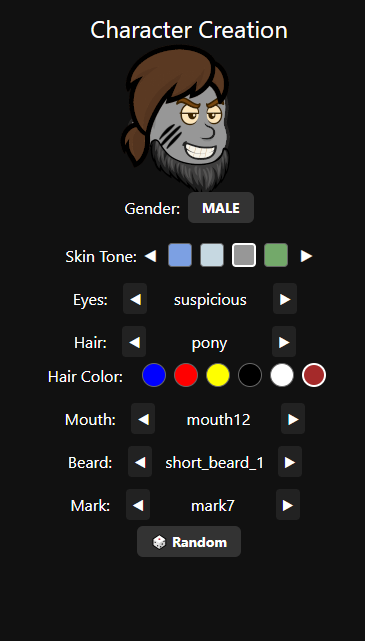 Character Creation
Gender: MALE
Skin Tone: ◀ ▶
Eyes: ◀ suspicious ▶
Hair: ◀ pony ▶
Hair Color:
Mouth: ◀ mouth12 ▶
Beard: ◀ short_beard_1 ▶
Mark: ◀ mark7 ▶
🎲 Random